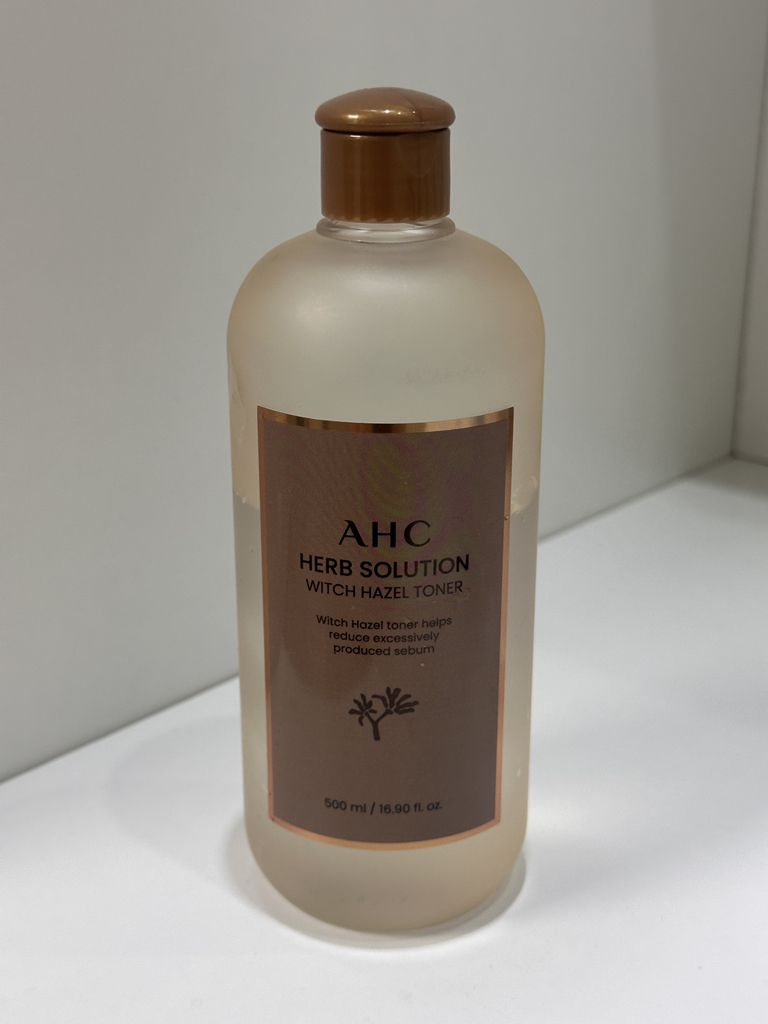 AHC
HERB SOLUTION
WITCH HAZEL TONER
Witch Hazel toner helps
reduce excessively
produced sebum
500 ml / 16.90 fl. oz.